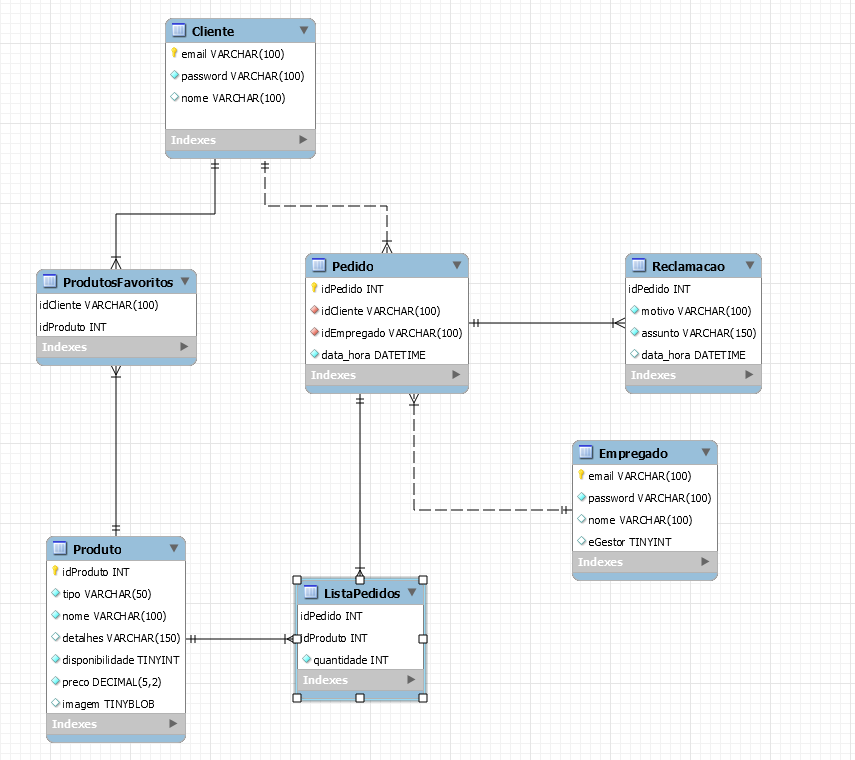 Cliente
email VARCHAR(100)
password VARCHAR(100)
nome VARCHAR(100)
Indexes
ProdutosFavoritos
idCliente VARCHAR(100)
idProduto INT
Indexes
Pedido
idPedido INT
idCliente VARCHAR(100)
idEmpregado VARCHAR(100)
data_hora DATETIME
Indexes
Reclamacao
idPedido INT
motivo VARCHAR(100)
assunto VARCHAR(150)
data_hora DATETIME
Indexes
Empregado
email VARCHAR(100)
password VARCHAR(100)
nome VARCHAR(100)
eGestor TINYINT
Indexes
Produto
idProduto INT
tipo VARCHAR(50)
nome VARCHAR(100)
detalhes VARCHAR(150)
disponibilidade TINYINT
preco DECIMAL(5,2)
imagem TINYBLOB
Indexes
ListaPedidos
idPedido INT
idProduto INT
quantidade INT
Indexes